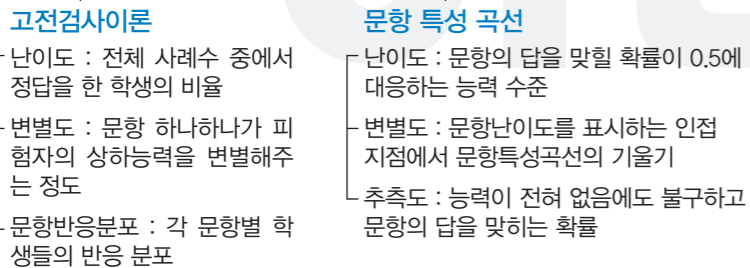 고전검사이론
난이도 : 전체 사례수 중에서
정답을 한 학생의 비율
변별도 : 문항 하나하나가 피
험자의 상하능력을 변별해주
는 정도
문항반응분포 : 각 문항별 학
생들의 반응 분포
문항 특성 곡선
난이도 : 문항의 답을 맞힐 확률이 0.5에
대응하는 능력 수준
변별도 : 문항난이도를 표시하는 인접
지점에서 문항특성곡선의 기울기
추측도 : 능력이 전혀 없음에도 불구하고
문항의 답을 맞히는 확률